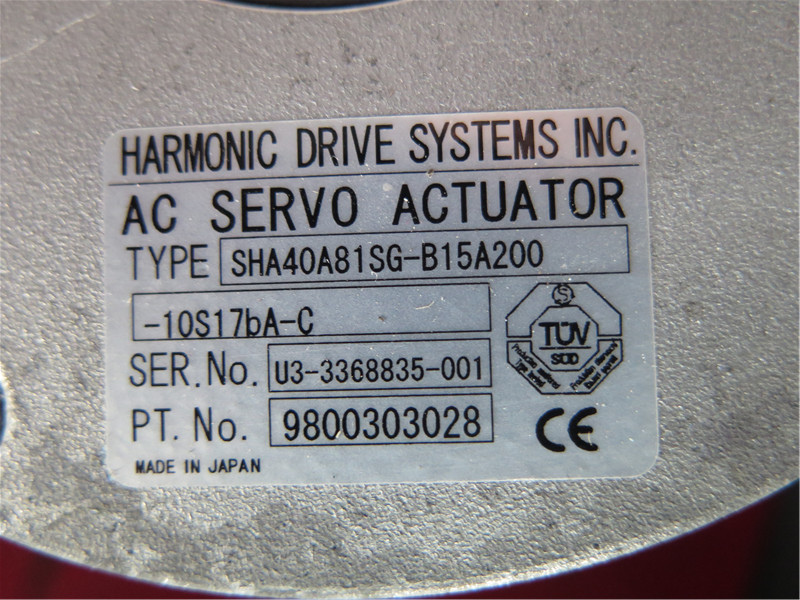 HARMONIC DRIVE SYSTEMS INC.
AC SERVO ACTUATOR
TYPE SHA40A81SG-B15A200
-10S17bA-C
TÜV
SÜD
SER.No. U3-3368835-001
PT. No. 9800303028
CE
MADE IN JAPAN